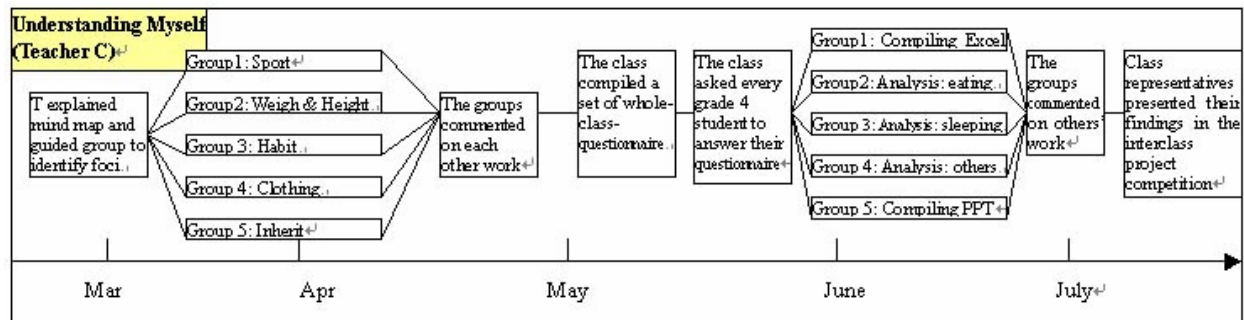 Understanding Myself
(Teacher C)↵
T explained
mind map and
guided group to
identify foci.
Group1: Sport↵
Group2: Weigh & Height
Group 3: Habit
Group 4: Clothing.
Group 5: Inherit↵
The groups
commented
on each
other work↵
The class
compiled a
set of whole-
class-
questionnaire.
The class
asked every
grade 4
student to
answer their
questionnaire↵
Group1: Compiling Excel
Group2: Analysis: eating.
Group 3: Analysis: sleeping
Group 4: Analysis: others.
Group 5: Compiling PPT↵
The
groups
commented
on others'
work↵
Class
representatives
presented their
findings in the
interclass
project
competition↵
Mar
Apr
May
June
July↵